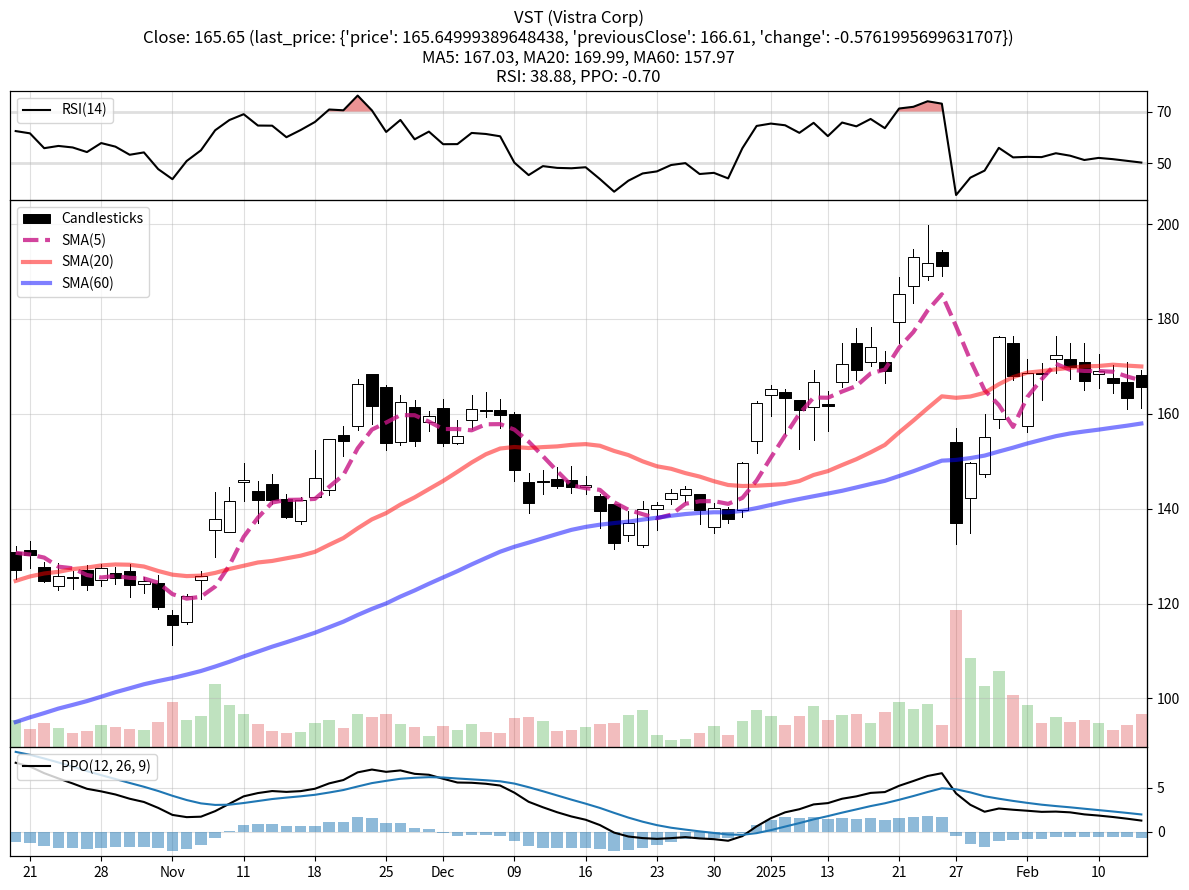 VST (Vistra Corp)
Close: 165.65 (last_price: {'price': 165.64999389648438, 'previousClose': 166.61, 'change': -0.5761995699631707})
MA5: 167.03, MA20: 169.99, MA60: 157.97
RSI: 38.88, PPO: -0.70
RSI(14)
70
50
Candlesticks
SMA(5)
SMA(20)
SMA(60)
200
180
160
140
120
100
PPO(12, 26, 9)
5
0
21 28 Nov 11 18 25 Dec 09 16 23 30 2025 13 21 27 Feb 10